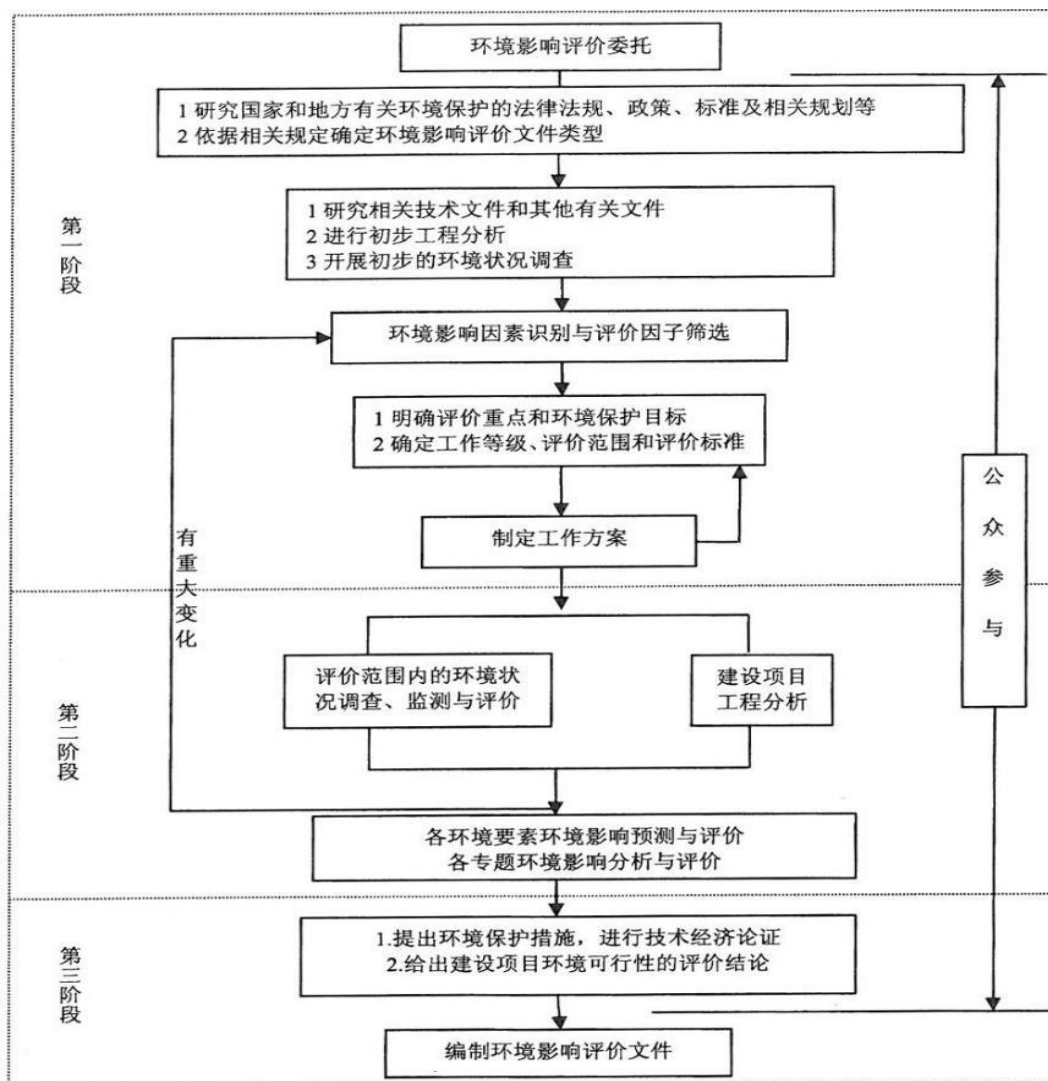 环境影响评价委托
1 研究国家和地方有关环境保护的法律法规、政策、标准及相关规划等
2 依据相关规定确定环境影响评价文件类型
第一阶段
1 研究相关技术文件和其他有关文件
2 进行初步工程分析
3 开展初步的环境状况调查
环境影响因素识别与评价因子筛选
1 明确评价重点和环境保护目标
2 确定工作等级、评价范围和评价标准
制定工作方案
有重大变化
公众参与
第二阶段
评价范围内的环境状
况调查、监测与评价
建设项目
工程分析
各环境要素环境影响预测与评价
各专题环境影响分析与评价
第三阶段
1.提出环境保护措施，进行技术经济论证
2.给出建设项目环境可行性的评价结论
编制环境影响评价文件